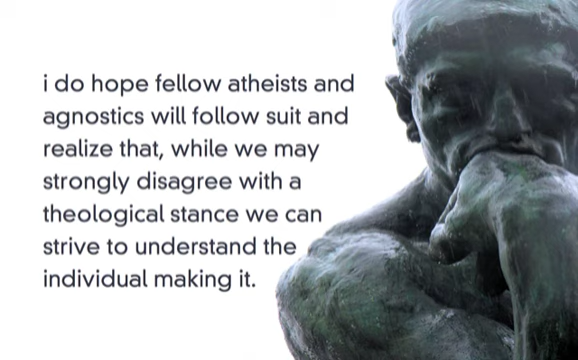 i do hope fellow atheists and
agnostics will follow suit and
realize that, while we may
strongly disagree with a
theological stance we can
strive to understand the
individual making it.